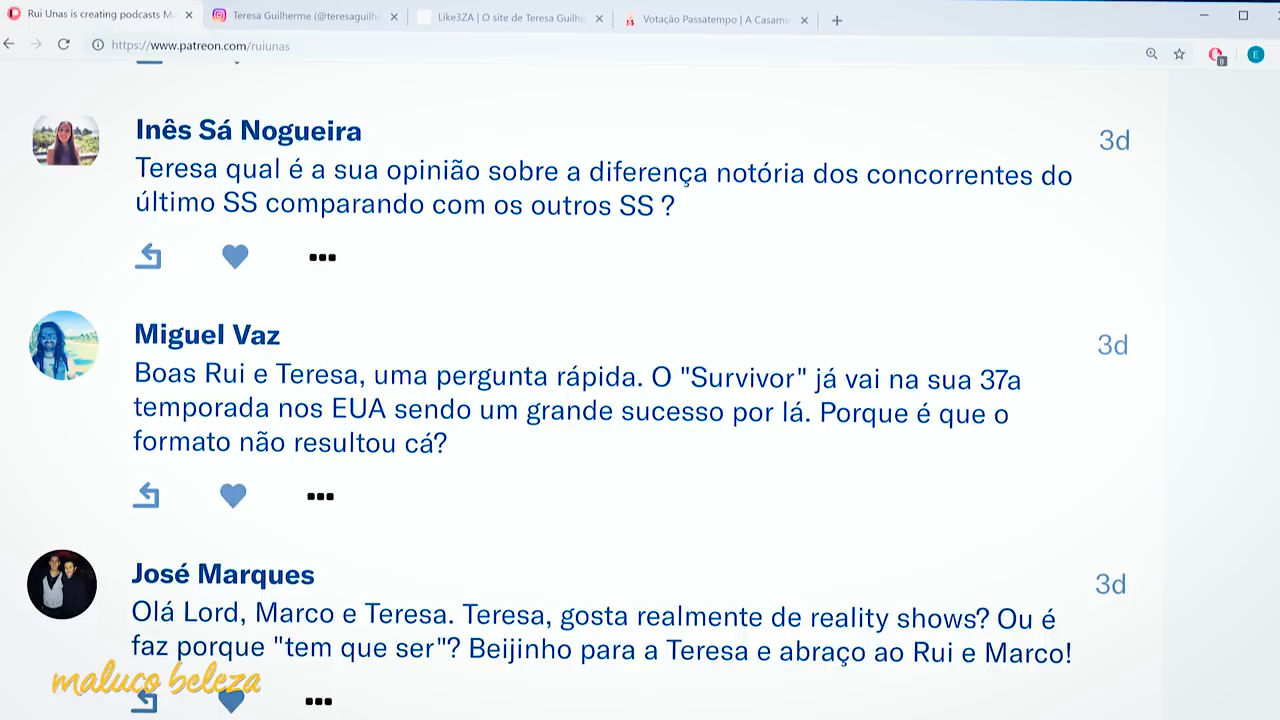 Rui Unas is creating podcasts M
Teresa Guilherme (@teresaguilh
Like3ZA | O site de Teresa Guilh
Votação Passatempo | A Casame
https://www.patreon.com/ruiunas
8
E
Inês Sá Nogueira
3d
Teresa qual é a sua opinião sobre a diferença notória dos concorrentes do
último SS comparando com os outros SS ?
Miguel Vaz
3d
Boas Rui e Teresa, uma pergunta rápida. O "Survivor" já vai na sua 37a
temporada nos EUA sendo um grande sucesso por lá. Porque é que o
formato não resultou cá?
José Marques
3d
Olá Lord, Marco e Teresa. Teresa, gosta realmente de reality shows? Ou é
faz porque "tem que ser"? Beijinho para a Teresa e abraço ao Rui e Marco!
maluco beleza